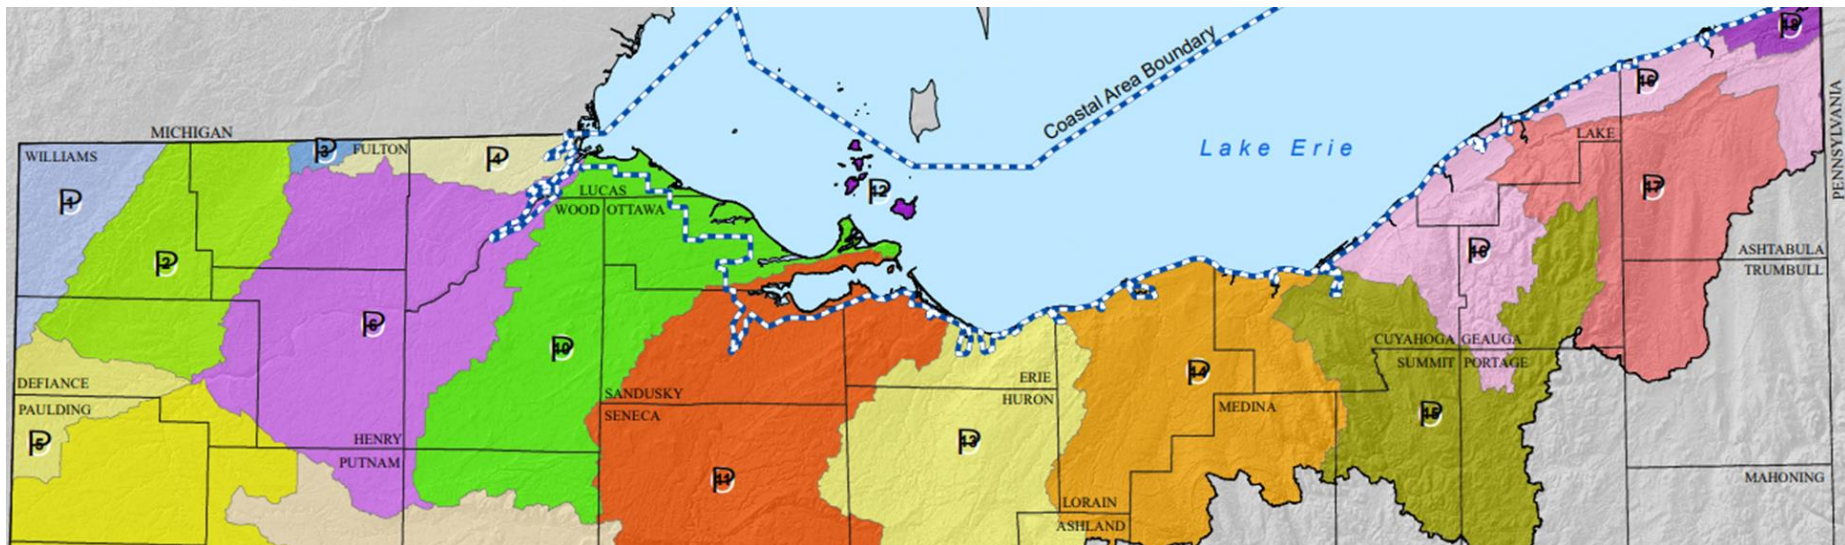 MICHIGAN
WILLIAMS
FULTON
LUCAS
WOOD
OTTAWA
DEFIANCE
PAULDING
HENRY
PUTNAM
SANDUSKY
SENECA
ERIE
HURON
LORAIN
ASHLAND
MEDINA
CUYAHOGA
GEAUGA
SUMMIT
PORTAGE
LAKE
ASHTABULA
TRUMBULL
MAHONING
PENNSYLVANIA
Coastal Area Boundary
Lake Erie
1
2
3
4
5
6
10
11
12
13
14
15
16
16
17
18